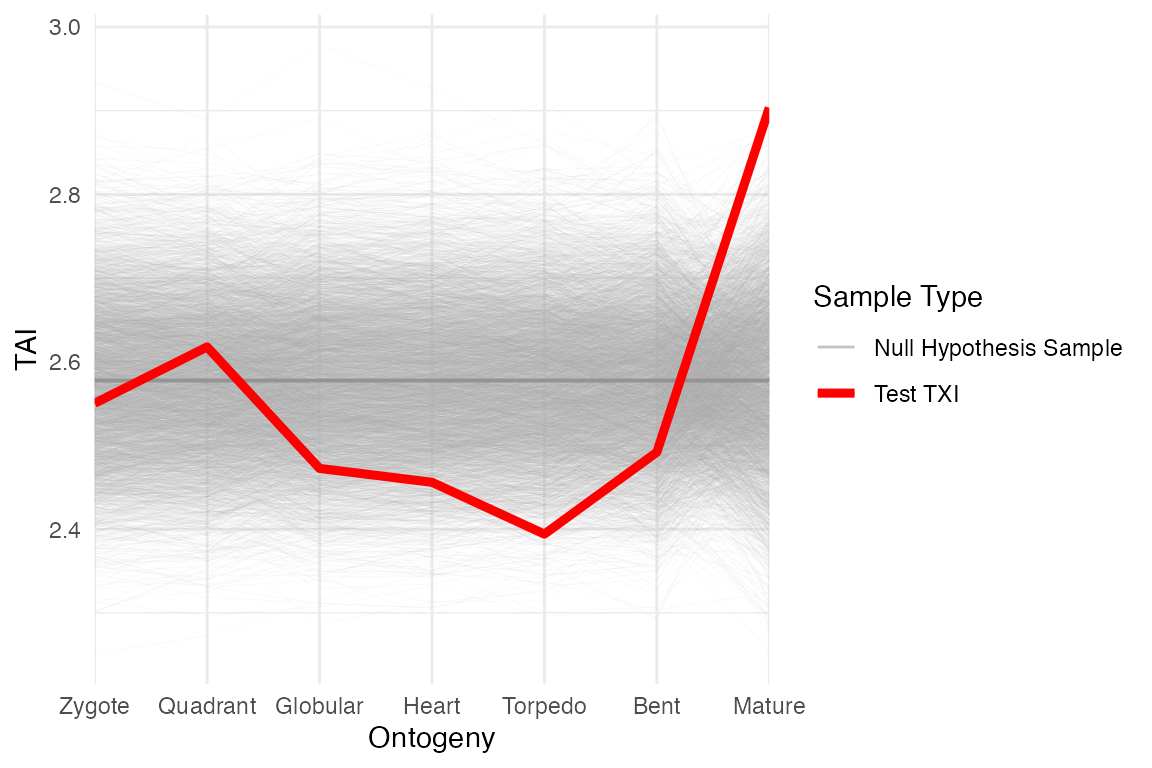 3.0
2.8
2.6
2.4
TAI
Zygote Quadrant Globular Heart Torpedo Bent Mature
Ontogeny
Sample Type
Null Hypothesis Sample
Test TXI